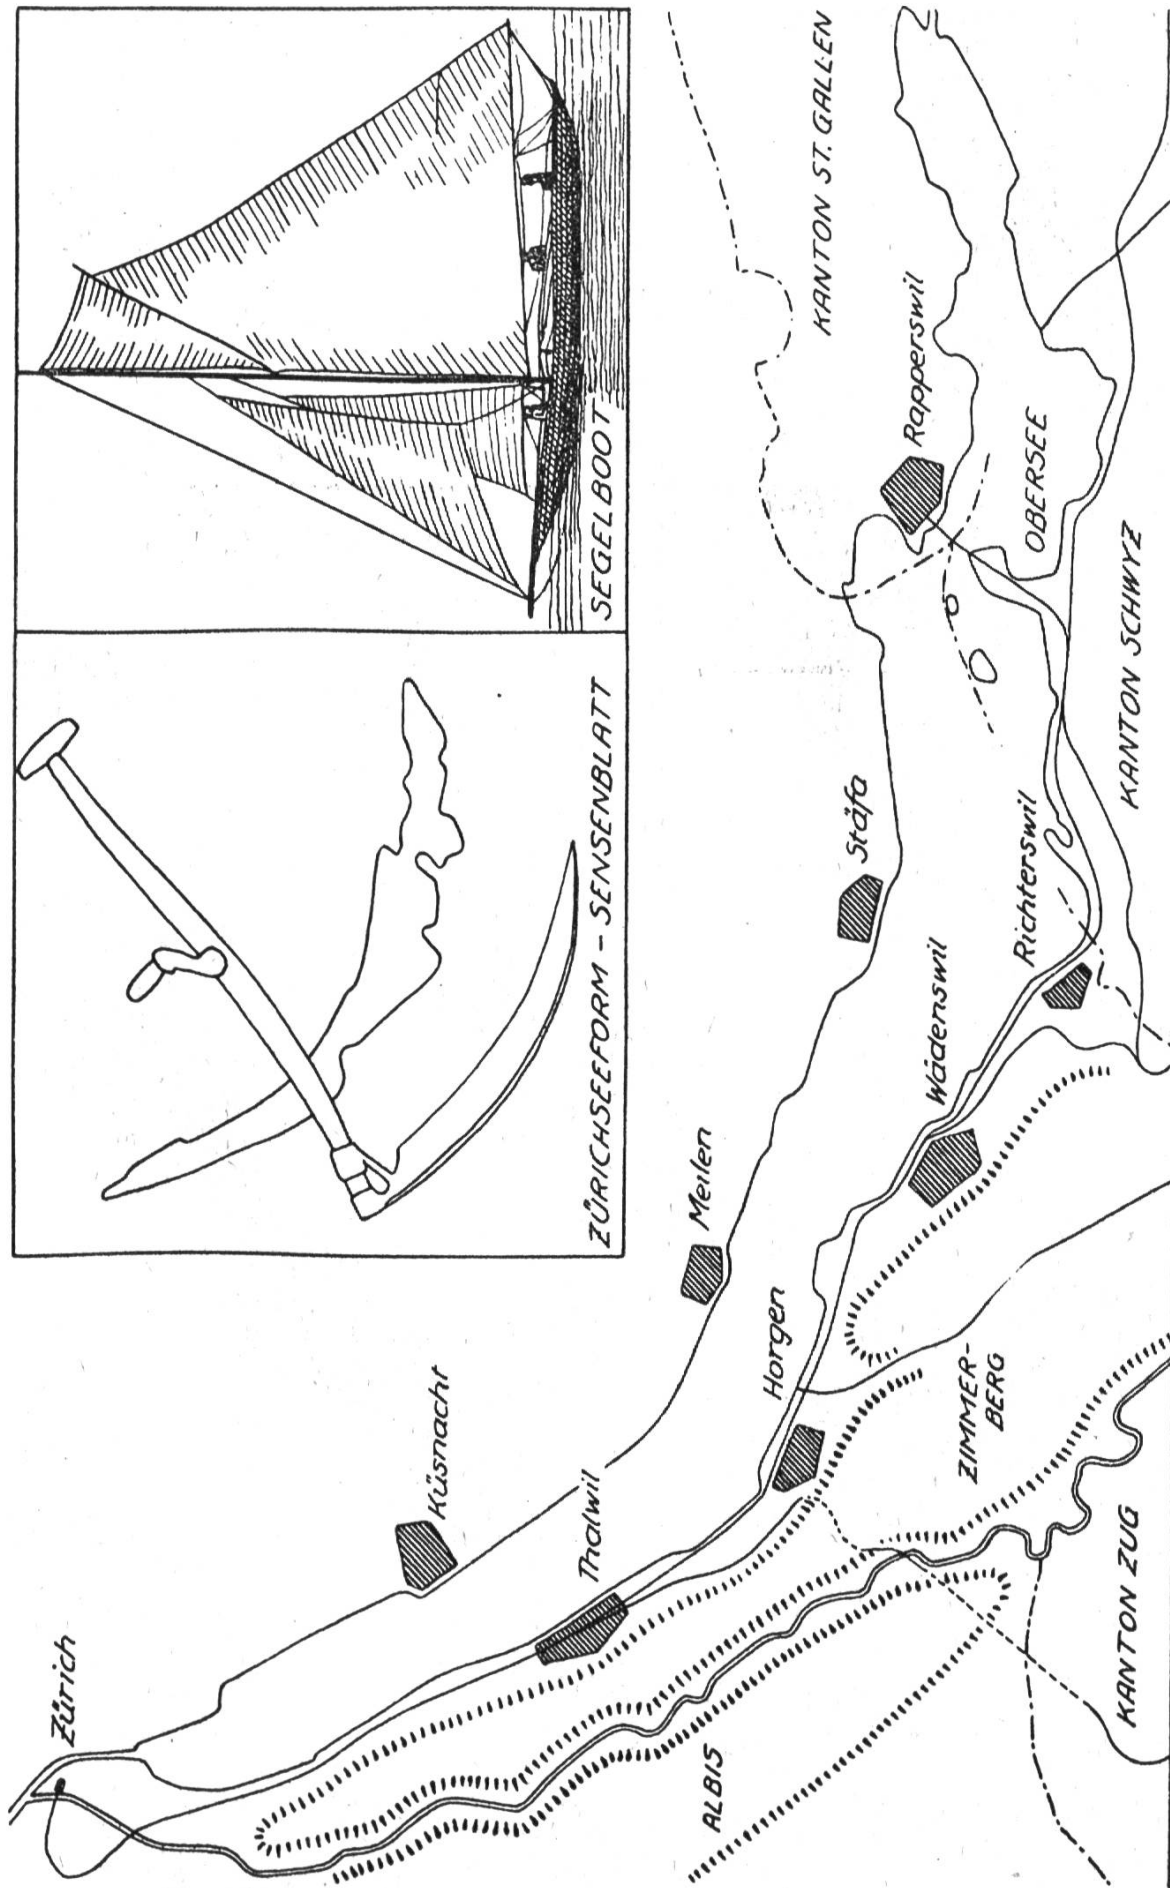 ZÜRICHSEEFORM – SENSENBLATT
SEGELBOOT
Zürich
Küsnacht
Thalwil
Meilen
Horgen
Stäfa
Wädenswil
Richterswil
Rapperswil
OBERSEE
KANTON ST. GALLEN
KANTON SCHWYZ
ALBIS
ZIMMER-
BERG
KANTON ZUG